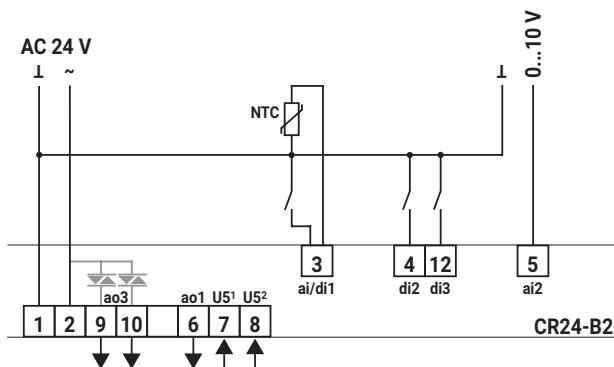 AC 24 V
⊥ ~
⊥
0...10 V
NTC
3
4 12
5
ai/di1
di2 di3
ai2
ao3
ao1 U5¹ U5²
1 2 9 10 6 7 8
CR24-B2